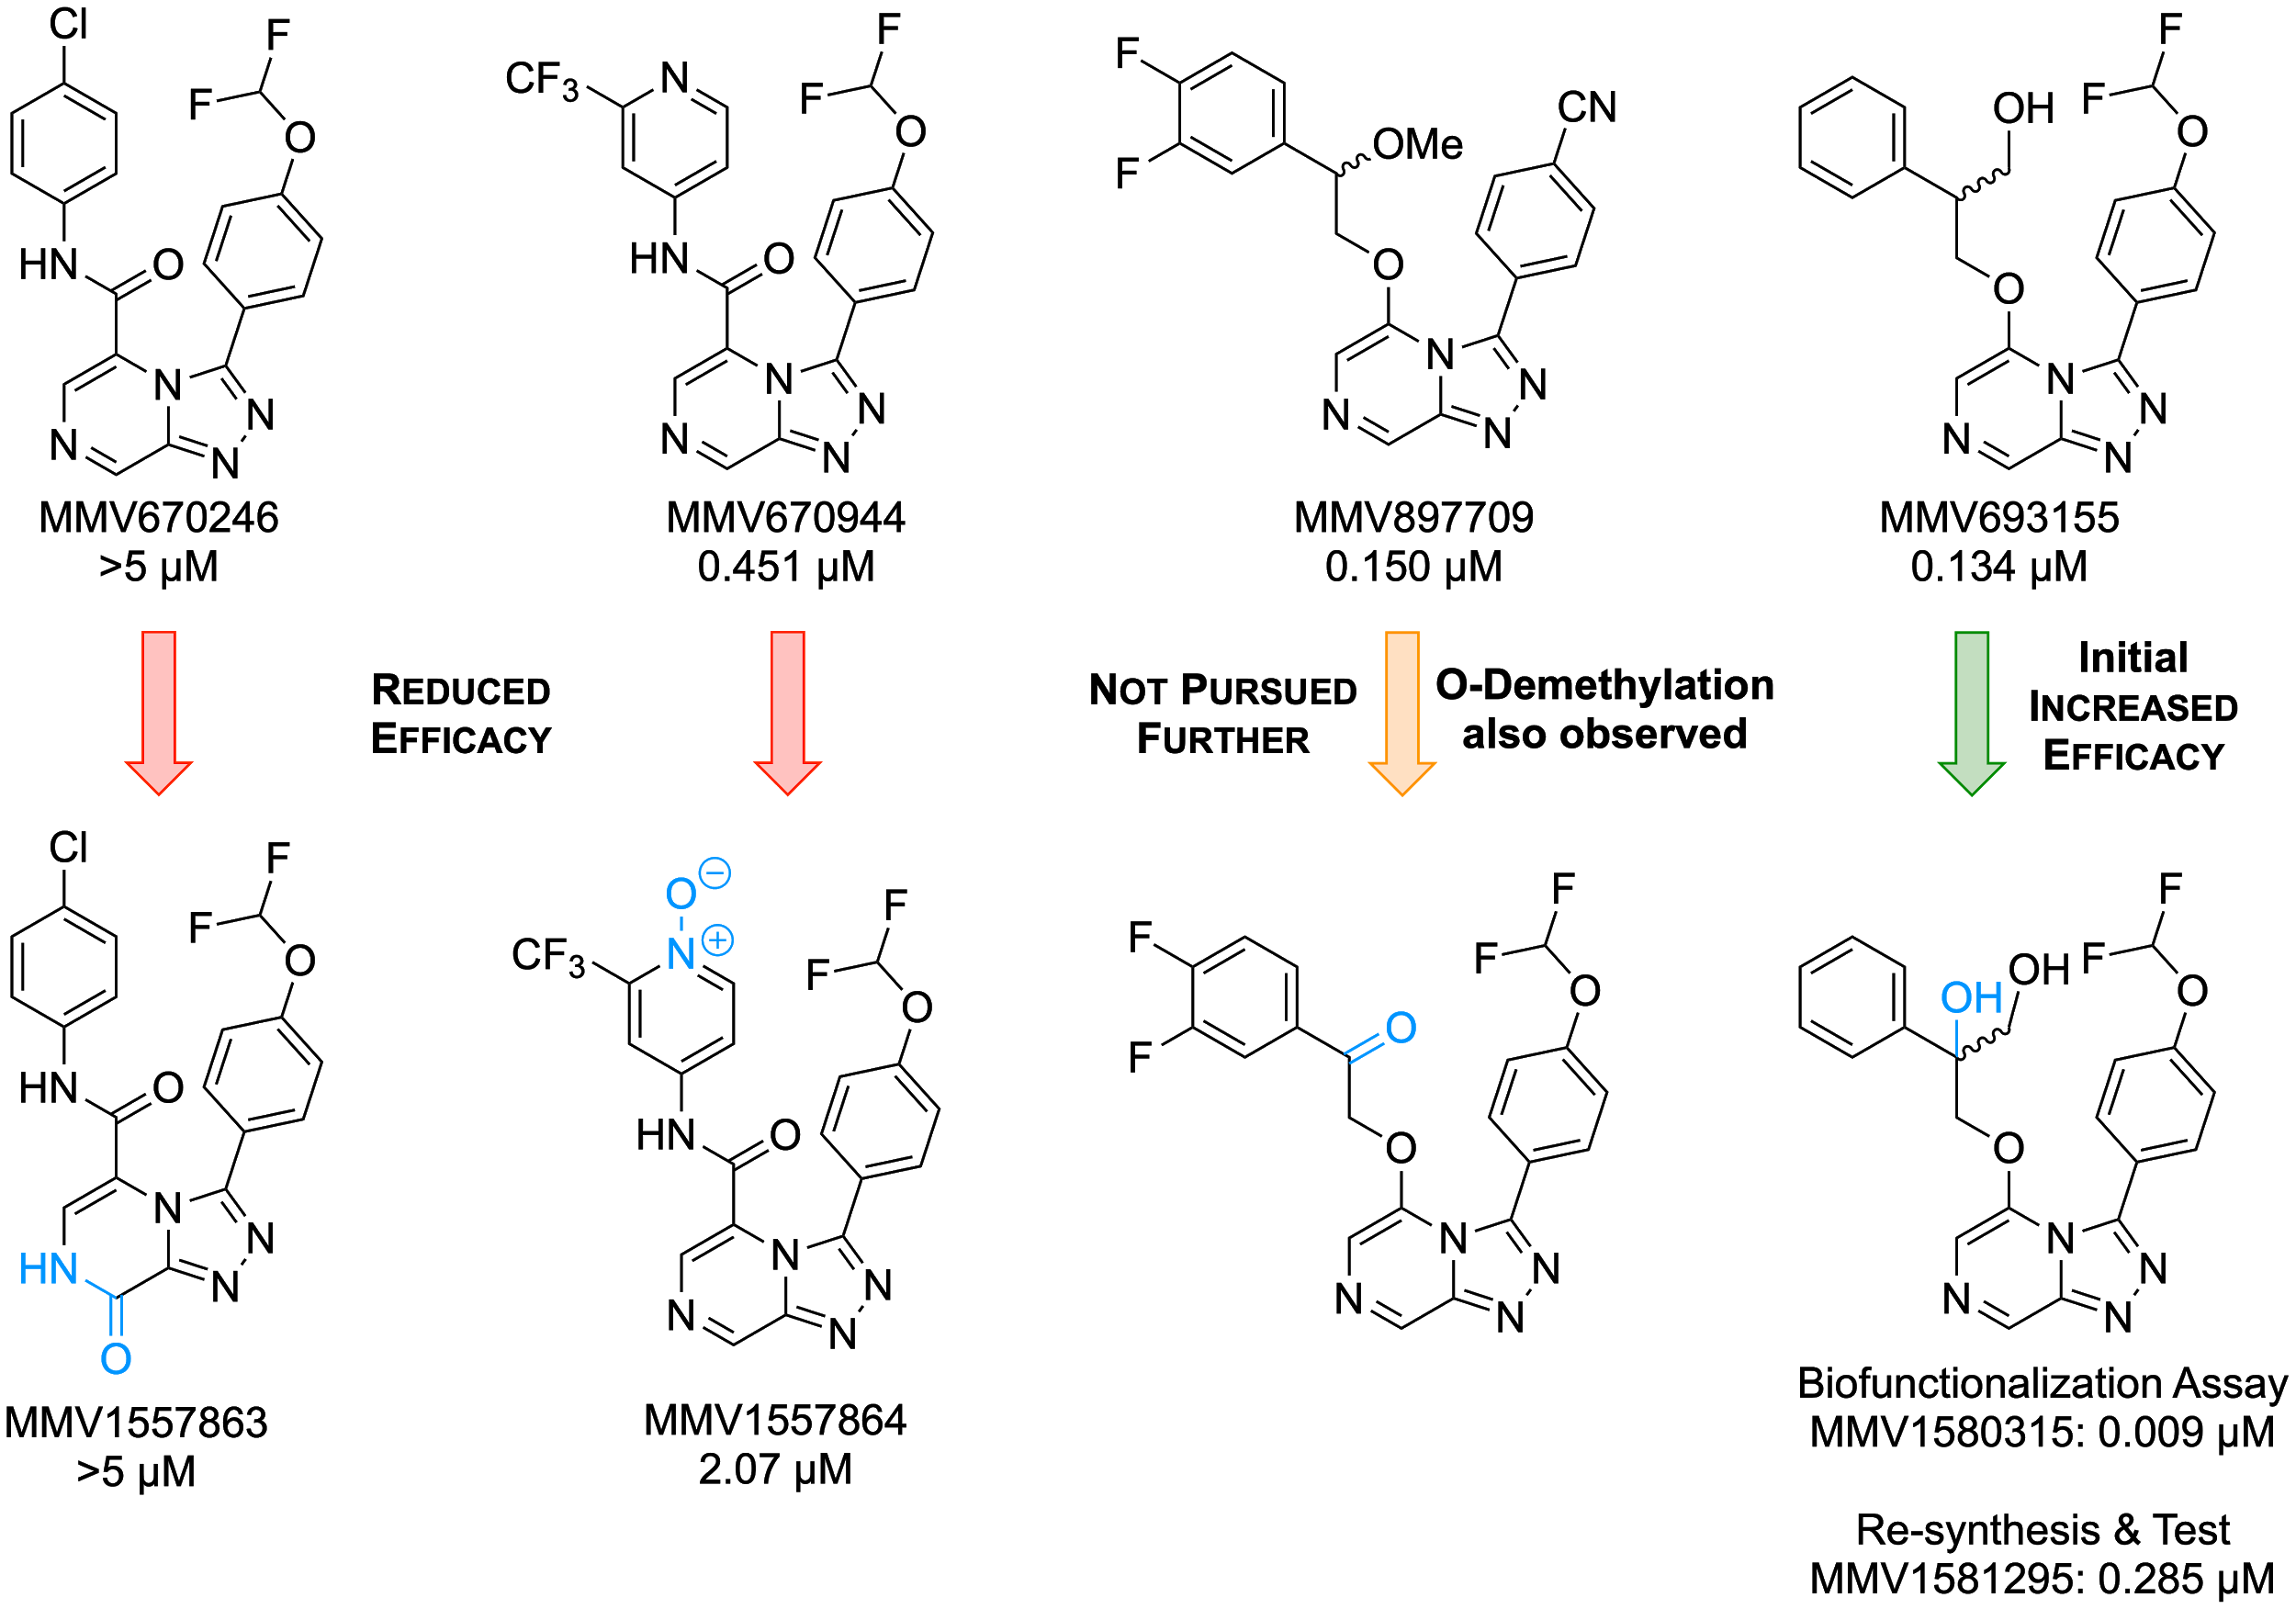 Cl
F
F
O
HN
O
N
N
N
N
MMV670246
>5 µM
CF3
N
F
F
O
HN
O
N
N
N
N
MMV670944
0.451 µM
F
F
OMe
CN
O
N
N
N
N
MMV897709
0.150 µM
F
F
OH
O
O
N
N
N
N
MMV693155
0.134 µM
REDUCED
EFFICACY
NOT PURSUED
FURTHER
O-Demethylation
also observed
Initial
INCREASED
EFFICACY
Cl
F
F
O
HN
O
N
N
N
HN
O
MMV1557863
>5 µM
O−
N+
CF3
F
F
O
HN
O
N
N
N
N
MMV1557864
2.07 µM
F
F
O
F
F
O
O
N
N
N
N
F
F
OH
OH
O
O
N
N
N
N
Biofunctionalization Assay
MMV1580315: 0.009 µM
Re-synthesis & Test
MMV1581295: 0.285 µM